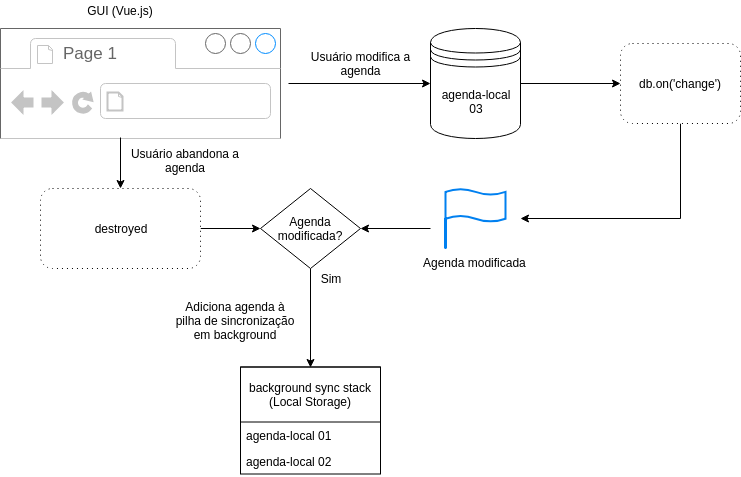 GUI (Vue.js)
Page 1
Usuário modifica a
agenda
agenda-local
03
db.on('change')
Usuário abandona a
agenda
destroyed
Agenda
modificada?
Agenda modificada
Sim
Adiciona agenda à
pilha de sincronização
em background
background sync stack
(Local Storage)
agenda-local 01
agenda-local 02